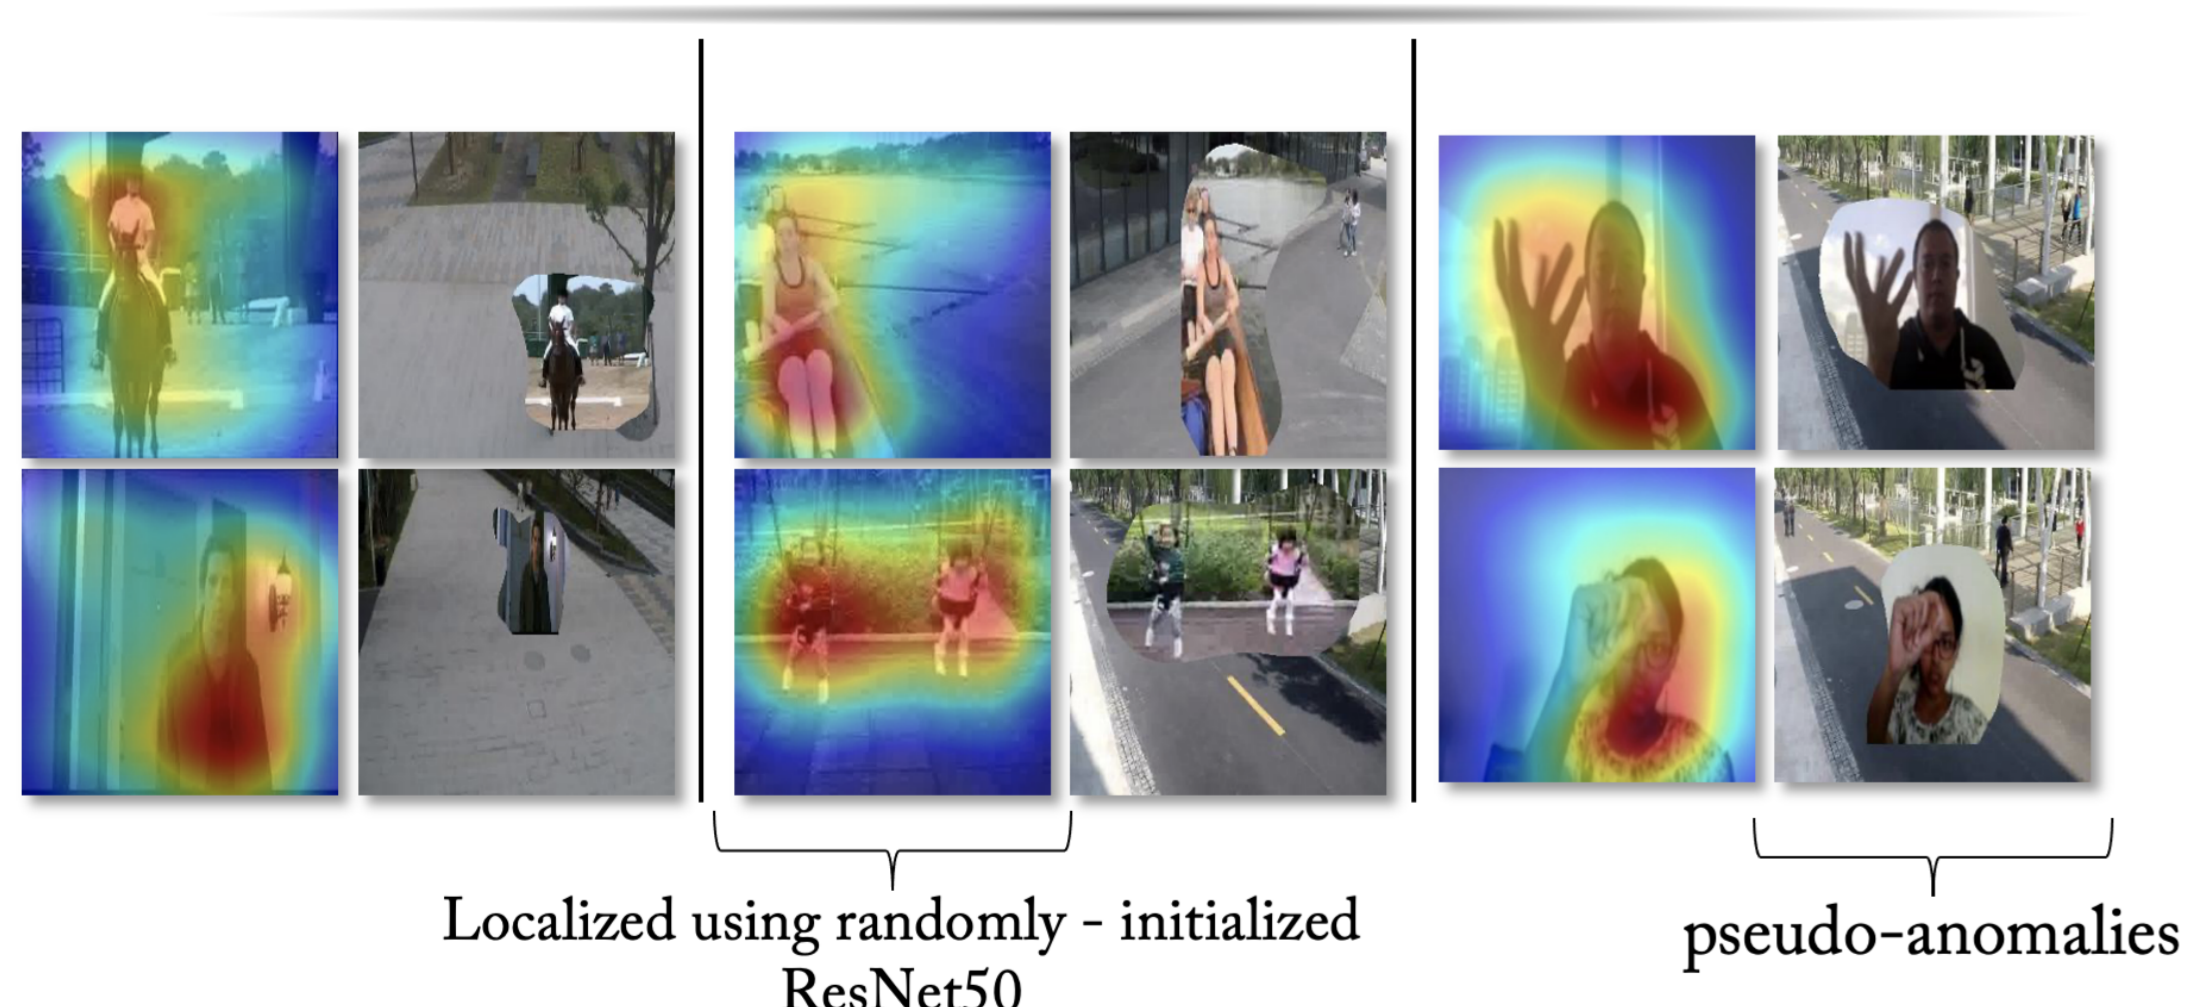 Localized using randomly - initialized
ResNet50
pseudo-anomalies